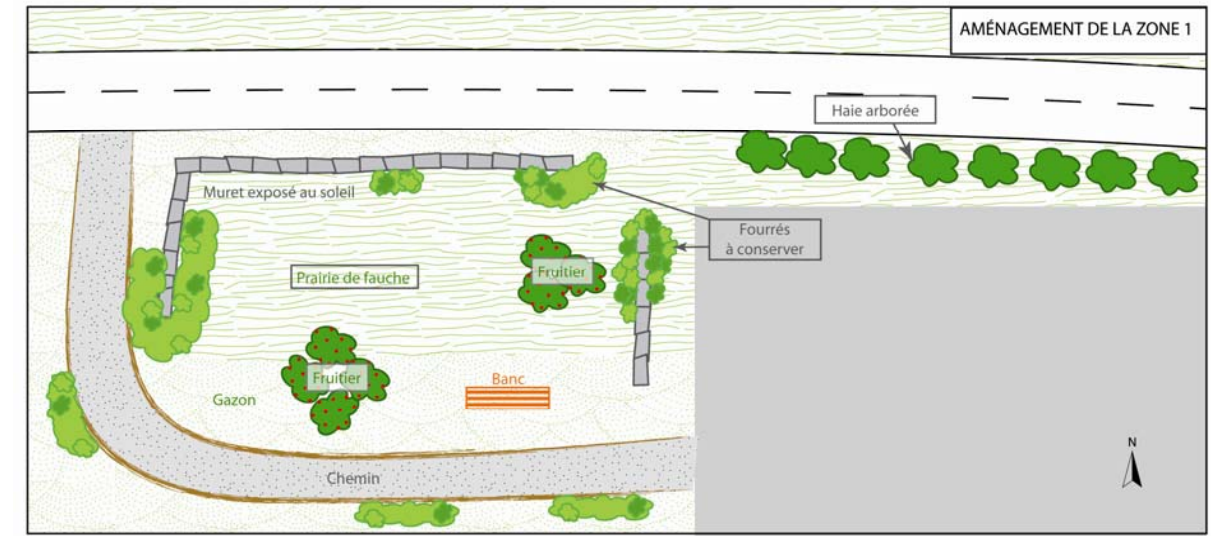 AMÉNAGEMENT DE LA ZONE 1
Haie arborée
Muret exposé au soleil
Fourrés
à conserver
Prairie de fauche
Fruitier
Fruitier
Banc
Gazon
Chemin
N